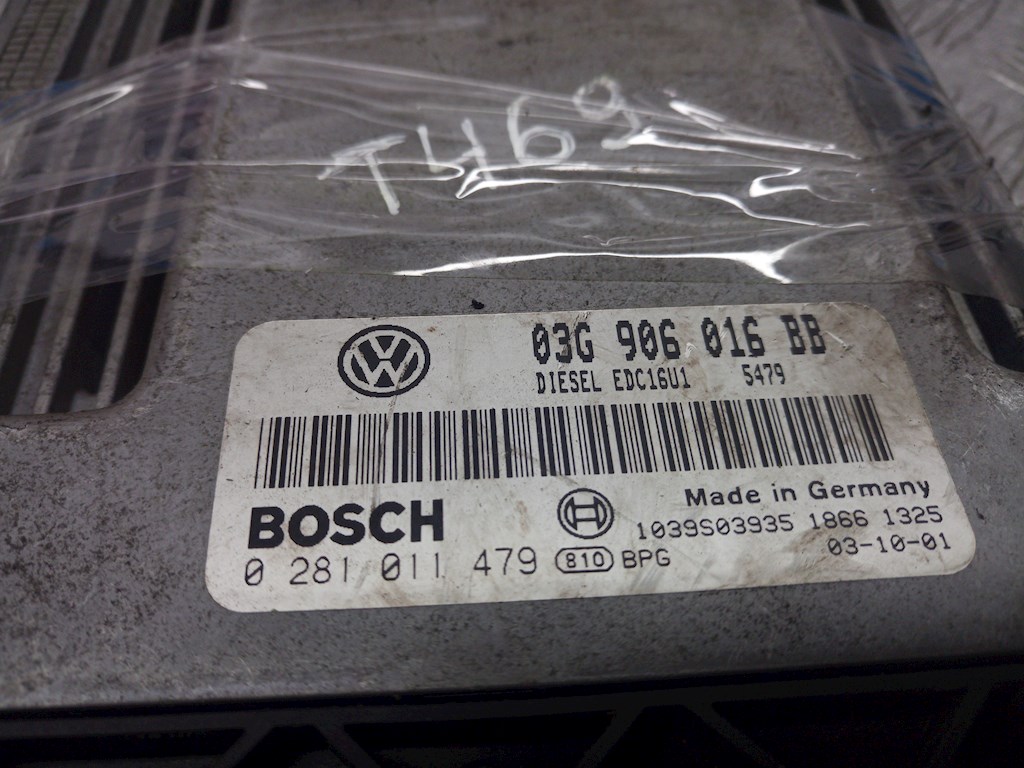 T469
03G 906 016 BB
DIESEL EDC16U1 5479
Made in Germany
BOSCH
1039S03935 1866 1325
0 281 011 479 810 BPG
03-10-01